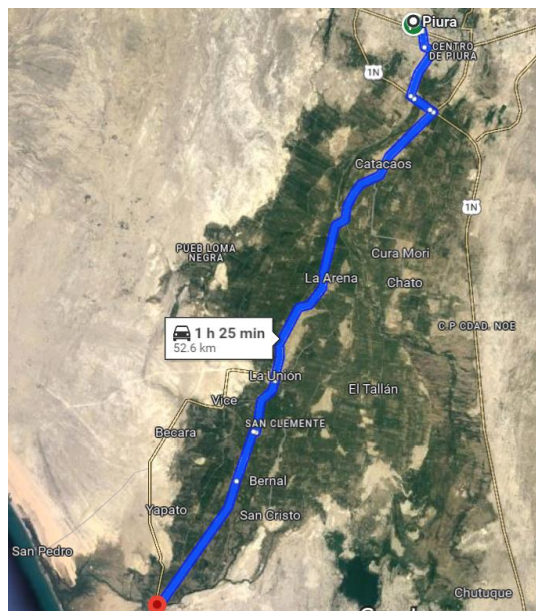 Piura
CENTRO
DE PIURA
1N
Catacaos
1N
PUEB LOMA
NEGRA
Cura Mori
La Arena
Chato
C.P CDAD. NOE
1 h 25 min
52.6 km
La Unión
El Tallán
Vice
SAN CLEMENTE
Becara
Bernal
Yapato
San Cristo
San Pedro
Chutuque